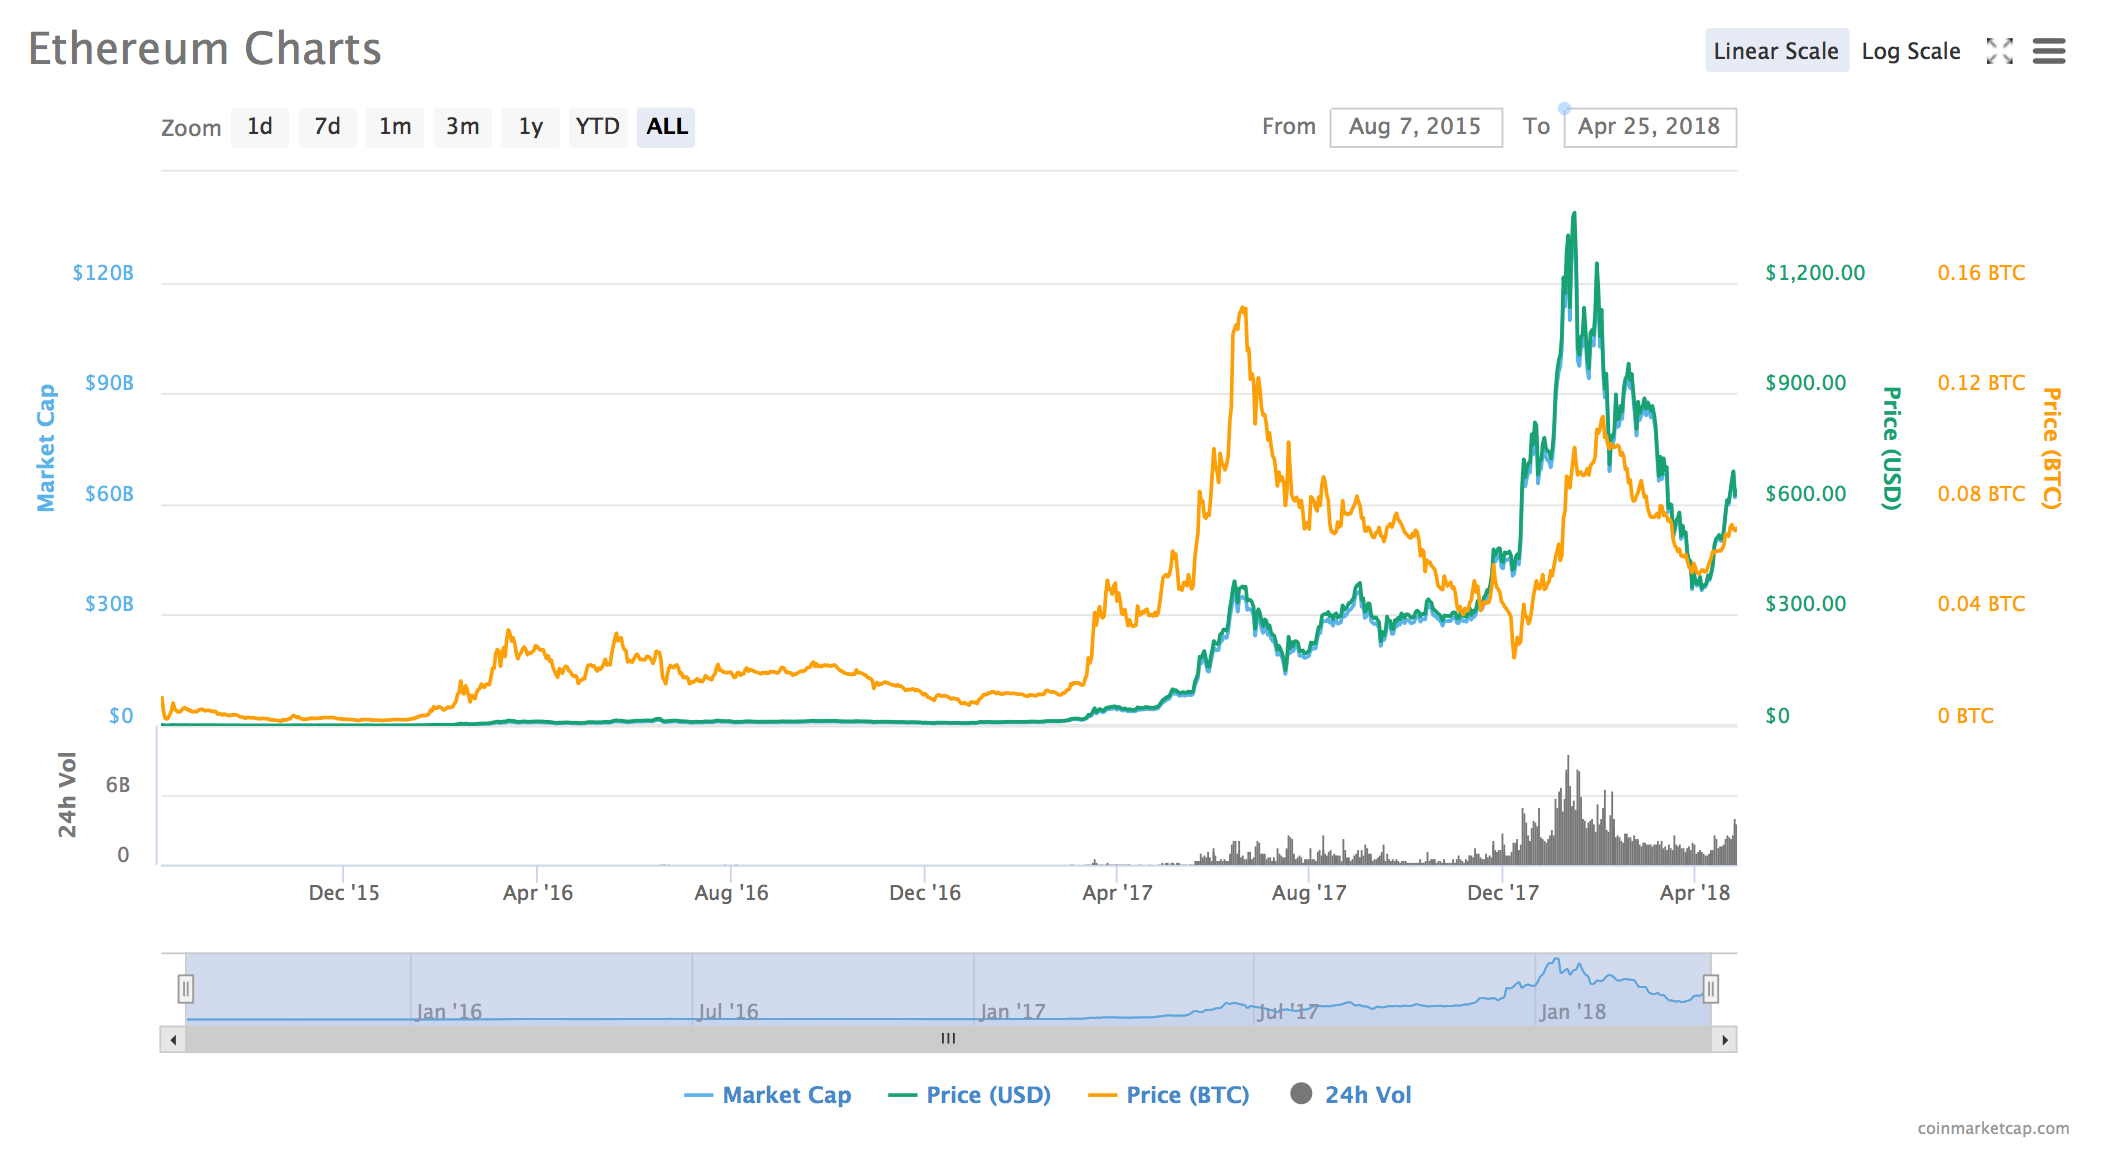 Ethereum Charts
Linear Scale Log Scale
Zoom 1d 7d 1m 3m 1y YTD ALL
From Aug 7, 2015 To Apr 25, 2018
$120B $1,200.00 0.16 BTC
$90B $900.00 0.12 BTC
Market Cap
Price (USD)
Price (BTC)
$60B $600.00 0.08 BTC
$30B $300.00 0.04 BTC
$0 $0 0 BTC
24h Vol
6B
0
Dec '15 Apr '16 Aug '16 Dec '16 Apr '17 Aug '17 Dec '17 Apr '18
Jan '16 Jul '16 Jan '17 Jul '17 Jan '18
Market Cap Price (USD) Price (BTC) 24h Vol
coinmarketcap.com